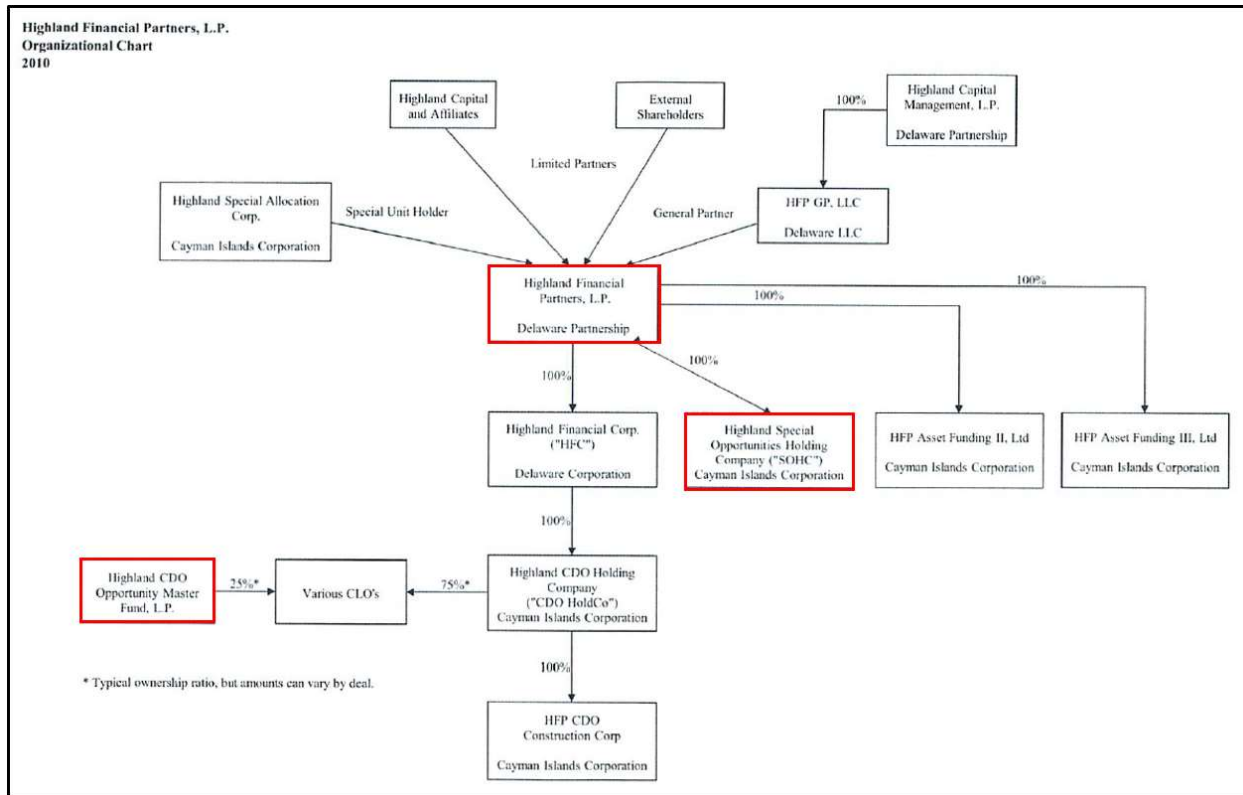 Highland Financial Partners, L.P.
Organizational Chart
2010
Highland Capital
and Affiliates
External
Shareholders
100%
Highland Capital
Management, L.P.
Delaware Partnership
Limited Partners
Highland Special Allocation
Corp.
Cayman Islands Corporation
Special Unit Holder
General Partner
HFP GP, LLC
Delaware LLC
Highland Financial
Partners, L.P.
Delaware Partnership
100%
100%
100%
100%
Highland Financial Corp.
("HFC")
Delaware Corporation
Highland Special
Opportunities Holding
Company ("SOHC")
Cayman Islands Corporation
HFP Asset Funding II, Ltd
Cayman Islands Corporation
HFP Asset Funding III, Ltd
Cayman Islands Corporation
100%
Highland CDO
Opportunity Master
Fund, L.P.
25%*
Various CLO's
75%*
Highland CDO Holding
Company
("CDO HoldCo")
Cayman Islands Corporation
100%
* Typical ownership ratio, but amounts can vary by deal.
HFP CDO
Construction Corp
Cayman Islands Corporation